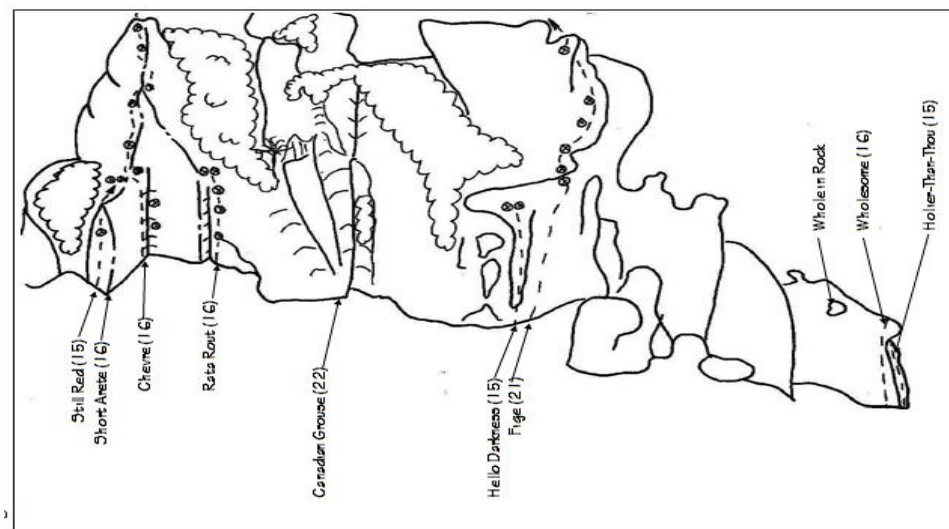 Still Red (15)
Short Arete (16)
Chevre (16)
Rata Rout (16)
Canadian Grouse (22)
Hello Darkness (15)
Fige (21)
Whole in Rock
Wholesome (16)
Holier-Than-Thou (15)